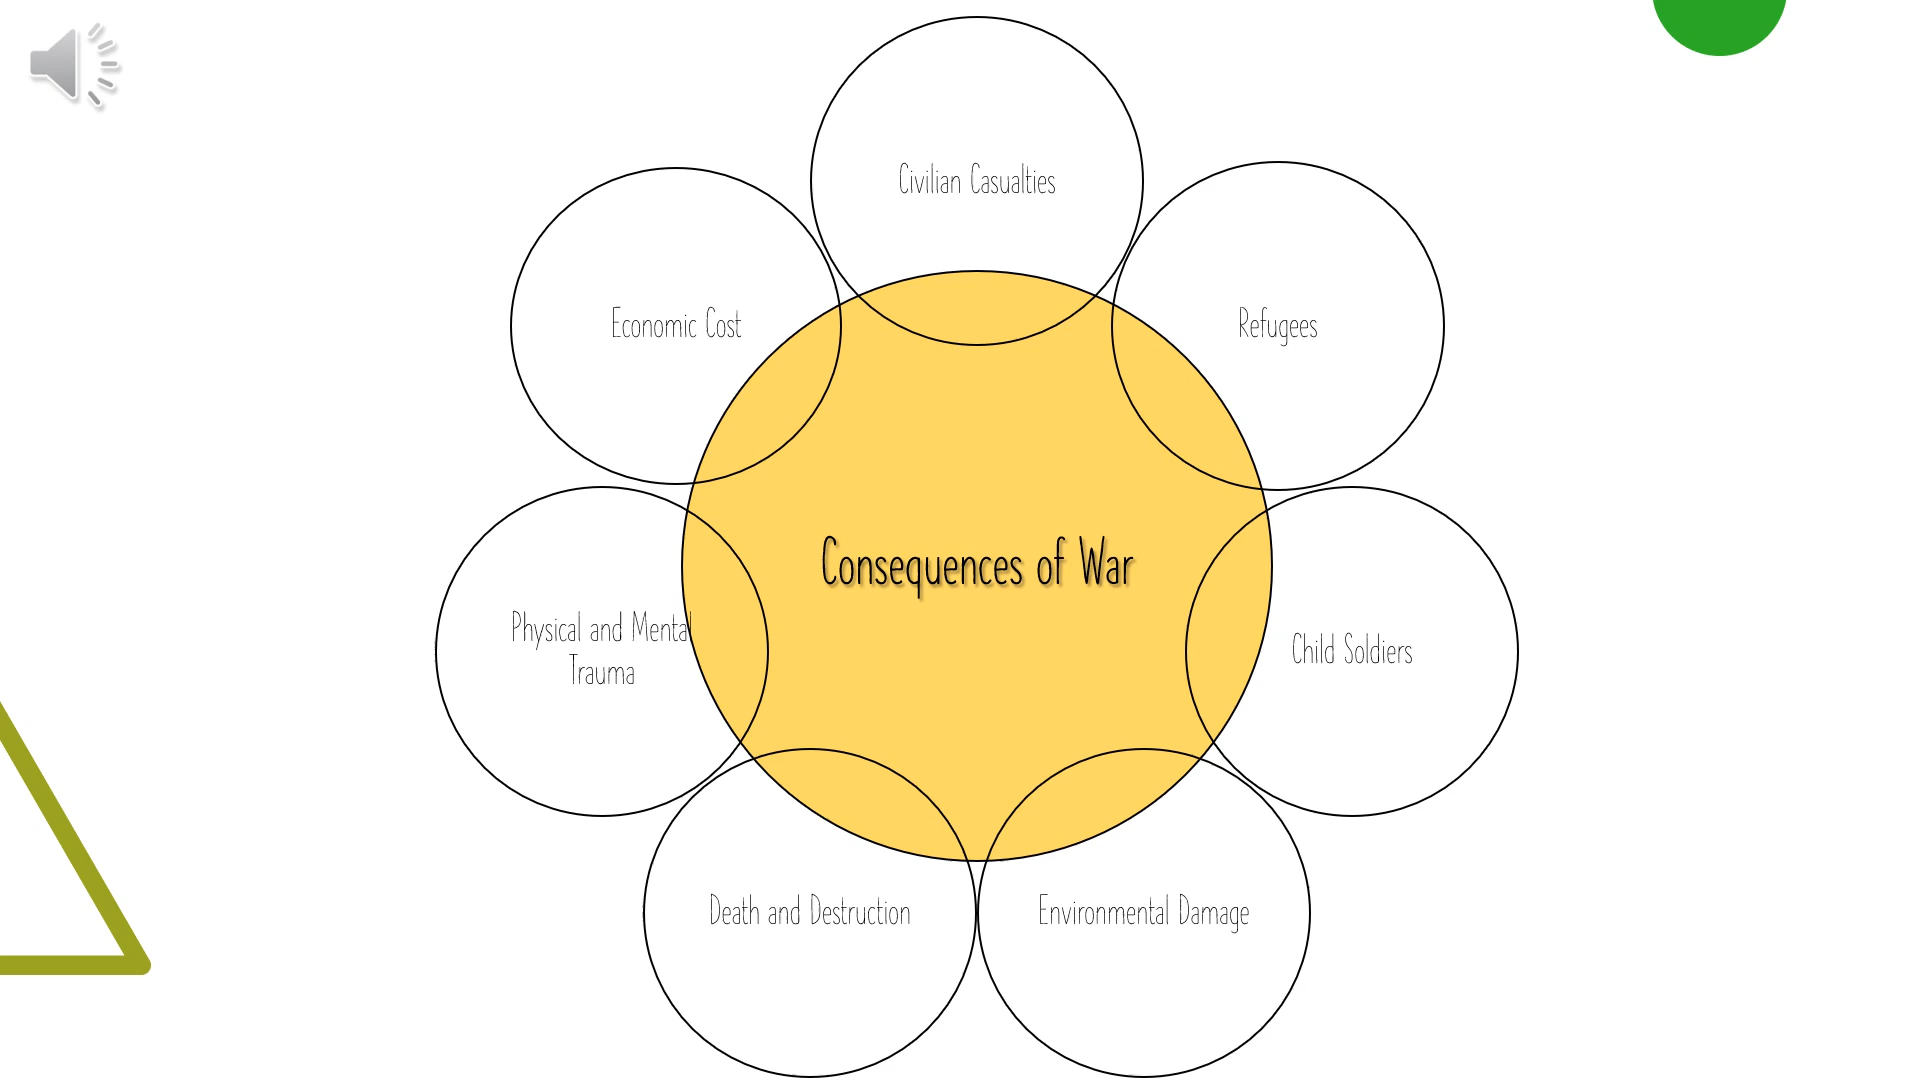 Civilian Casualties
Economic Cost
Refugees
Consequences of War
Physical and Mental
Trauma
Child Soldiers
Death and Destruction
Environmental Damage